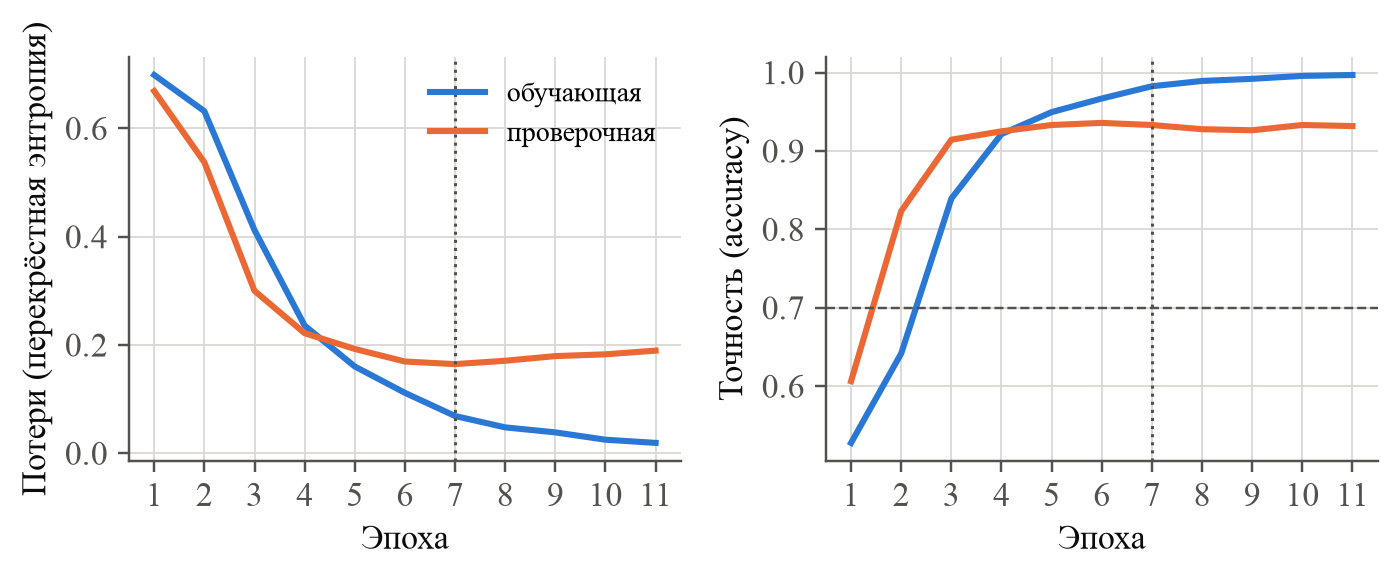 Потери (перекрёстная энтропия)
0.6
0.4
0.2
0.0
обучающая
проверочная
1 2 3 4 5 6 7 8 9 10 11
Эпоха
Точность (accuracy)
1.0
0.9
0.8
0.7
0.6
1 2 3 4 5 6 7 8 9 10 11
Эпоха